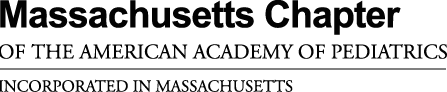 Massachusetts Chapter
OF THE AMERICAN ACADEMY OF PEDIATRICS
INCORPORATED IN MASSACHUSETTS